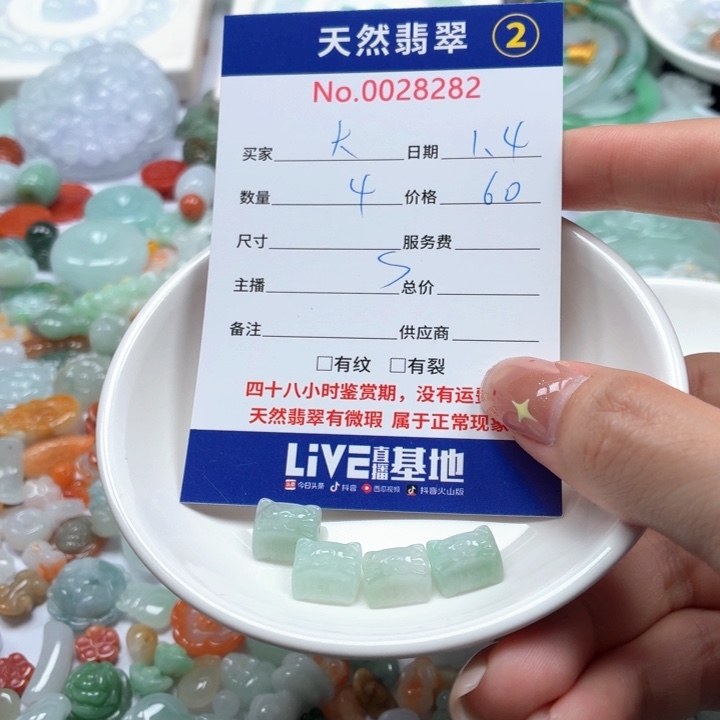 天然翡翠 2
No.0028282
买家 K 日期 1.4
数量 4 价格 60
尺寸 服务费
主播 S 总价
备注 供应商
□有纹 □有裂
四十八小时鉴赏期，没有运
天然翡翠有微瑕 属于正常现
LiVE直播基地
今日头条 抖音 西瓜视频 抖音火山版